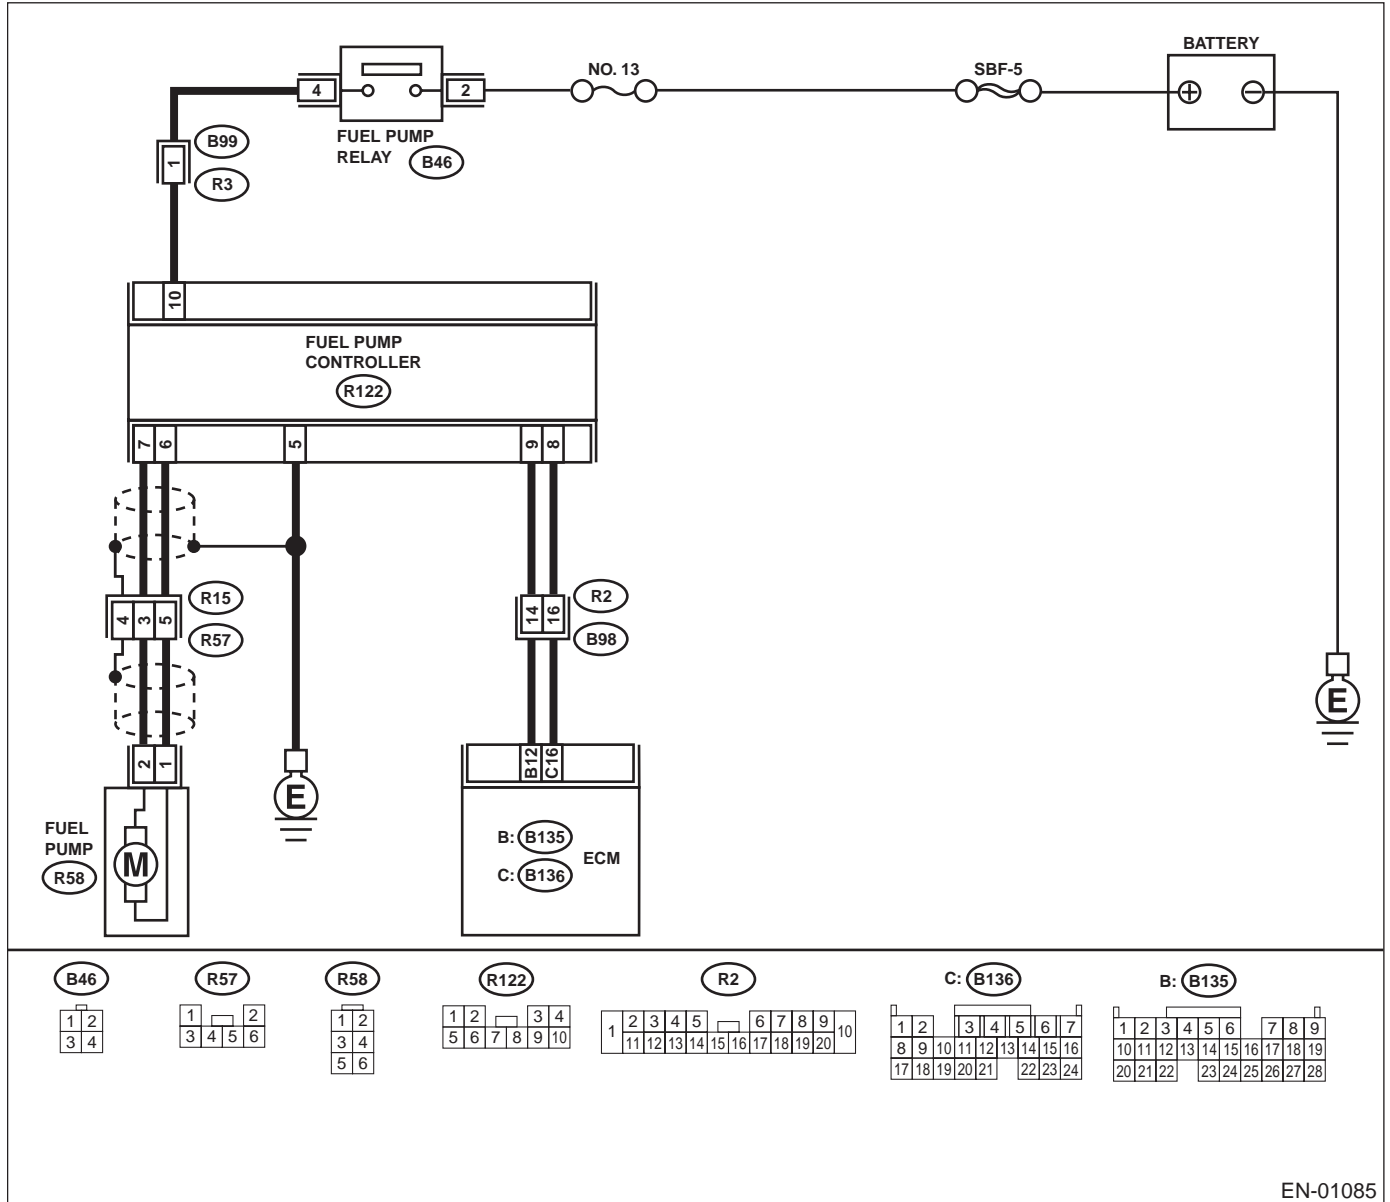 BATTERY
NO. 13
SBF-5
4
2
FUEL PUMP
RELAY
B46
B99
1
R3
10
FUEL PUMP
CONTROLLER
R122
7 6 5 9 8
R15
4 3 5
R57
R2
14 16
B98
2 1
B12 C16
E
E
FUEL
PUMP
R58
M
B: B135
ECM
C: B136
B46
R57
R58
R122
R2
C: B136
B: B135
1 2
3 4
1 2
3 4 5 6
1 2
3 4
5 6
1 2 3 4
5 6 7 8 9 10
1 2 3 4 5 6 7 8 9 10
11 12 13 14 15 16 17 18 19 20
1 2 3 4 5 6 7
8 9 10 11 12 13 14 15 16
17 18 19 20 21 22 23 24
1 2 3 4 5 6 7 8 9
10 11 12 13 14 15 16 17 18 19
20 21 22 23 24 25 26 27 28
EN-01085